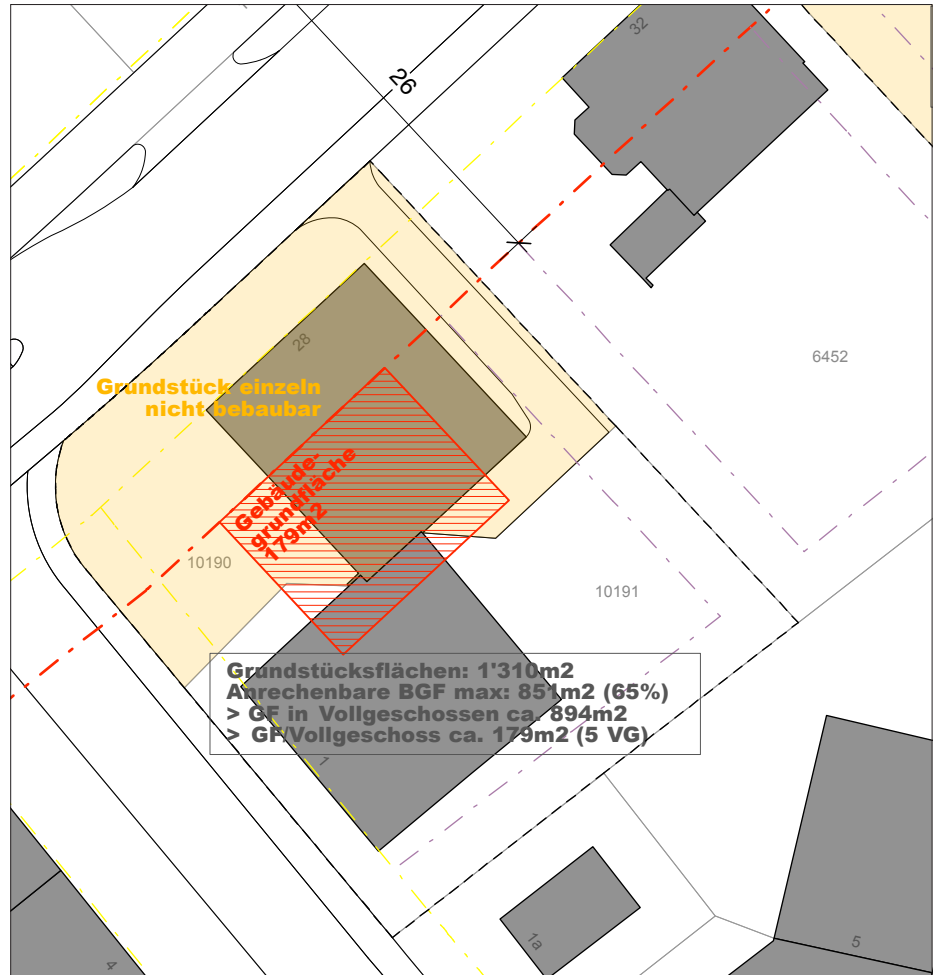 32
26
28
6452
Grundstück einzeln
nicht bebaubar
Gebäude-
grundfläche
179m2
10190
10191
Grundstücksflächen: 1'310m2
Anrechenbare BGF max: 851m2 (65%)
> GF in Vollgeschossen ca. 894m2
> GF/Vollgeschoss ca. 179m2 (5 VG)
1
1a
5
4